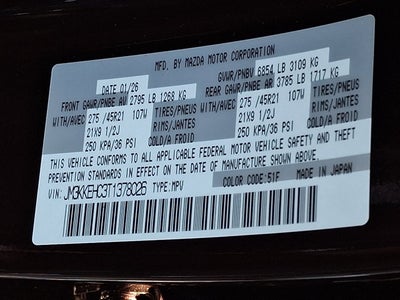 MFD. BY MAZDA MOTOR CORPORATION
DATE 01/26 GVWR/PNBV 6854 LB 3109 KG
FRONT GAWR/PNBE AV 2795 LB 1268 KG REAR GAWR/PNBE AR 3785 LB 1717 KG
WITH/AVEC 275 /45R21 107W TIRES/PNEUS WITH/AVEC 275 /45R21 107W TIRES/PNEUS
21X9 1/2J RIMS/JANTES 21X9 1/2J RIMS/JANTES
250 KPA/36 PSI COLD/A FROID 250 KPA/36 PSI COLD/A FROID
THIS VEHICLE CONFORMS TO ALL APPLICABLE FEDERAL MOTOR VEHICLE SAFETY AND THEFT
PREVENTION STANDARDS IN EFFECT ON THE DATE OF MANUFACTURE SHOWN ABOVE.
VIN: JM3KKEHC3T1378026 TYPE: MPV COLOR CODE: 51F MADE IN JAPAN